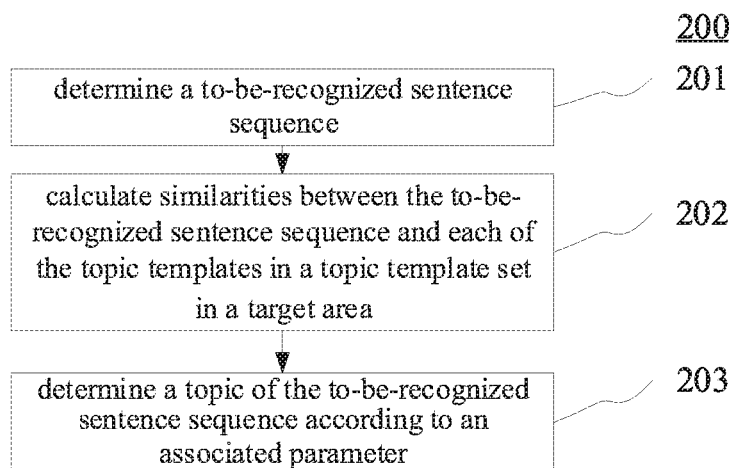 200
determine a to-be-recognized sentence
sequence
201
calculate similarities between the to-be-
recognized sentence sequence and each of
the topic templates in a topic template set
in a target area
202
determine a topic of the to-be-recognized
sentence sequence according to an
associated parameter
203